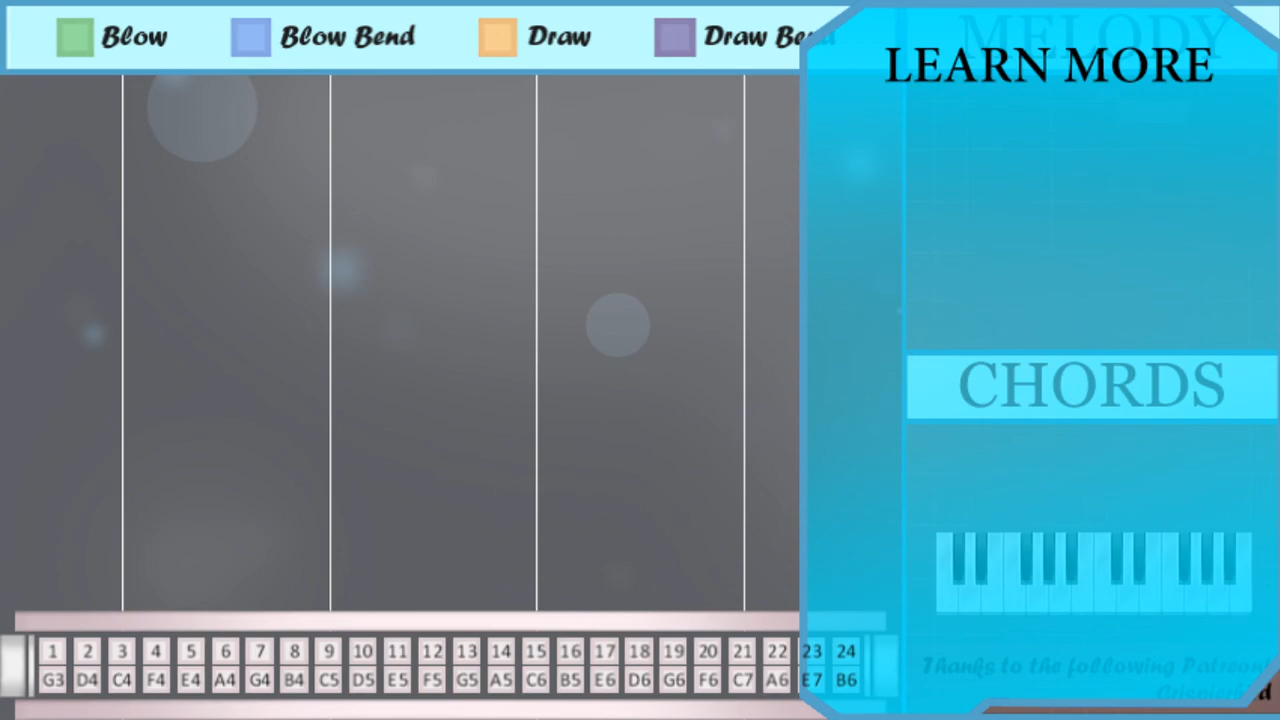 Blow Blow Bend Draw Draw Bend
MELODY
LEARN MORE
CHORDS
1 2 3 4 5 6 7 8 9 10 11 12 13 14 15 16 17 18 19 20 21 22 23 24
G3 D4 C4 F4 E4 A4 G4 B4 C5 D5 E5 F5 G5 A5 C6 B5 E6 D6 G6 F6 C7 A6 E7 B6
Thanks to the following Patreon